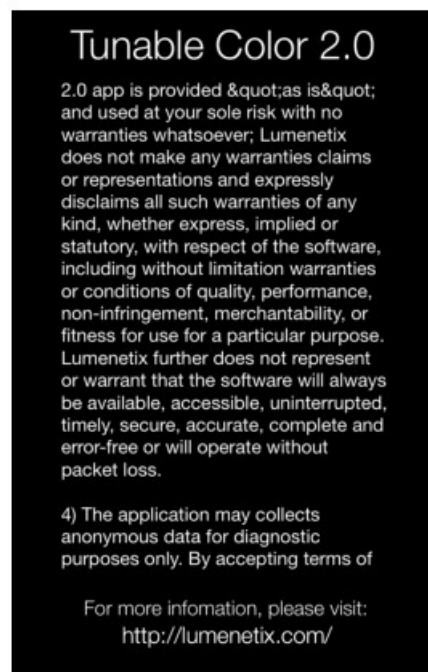 Tunable Color 2.0
2.0 app is provided &quot;as is&quot;
and used at your sole risk with no
warranties whatsoever; Lumenetix
does not make any warranties claims
or representations and expressly
disclaims all such warranties of any
kind, whether express, implied or
statutory, with respect of the software,
including without limitation warranties
or conditions of quality, performance,
non-infringement, merchantability, or
fitness for use for a particular purpose.
Lumenetix further does not represent
or warrant that the software will always
be available, accessible, uninterrupted,
timely, secure, accurate, complete and
error-free or will operate without
packet loss.
4) The application may collects
anonymous data for diagnostic
purposes only. By accepting terms of
For more infomation, please visit:
http://lumenetix.com/